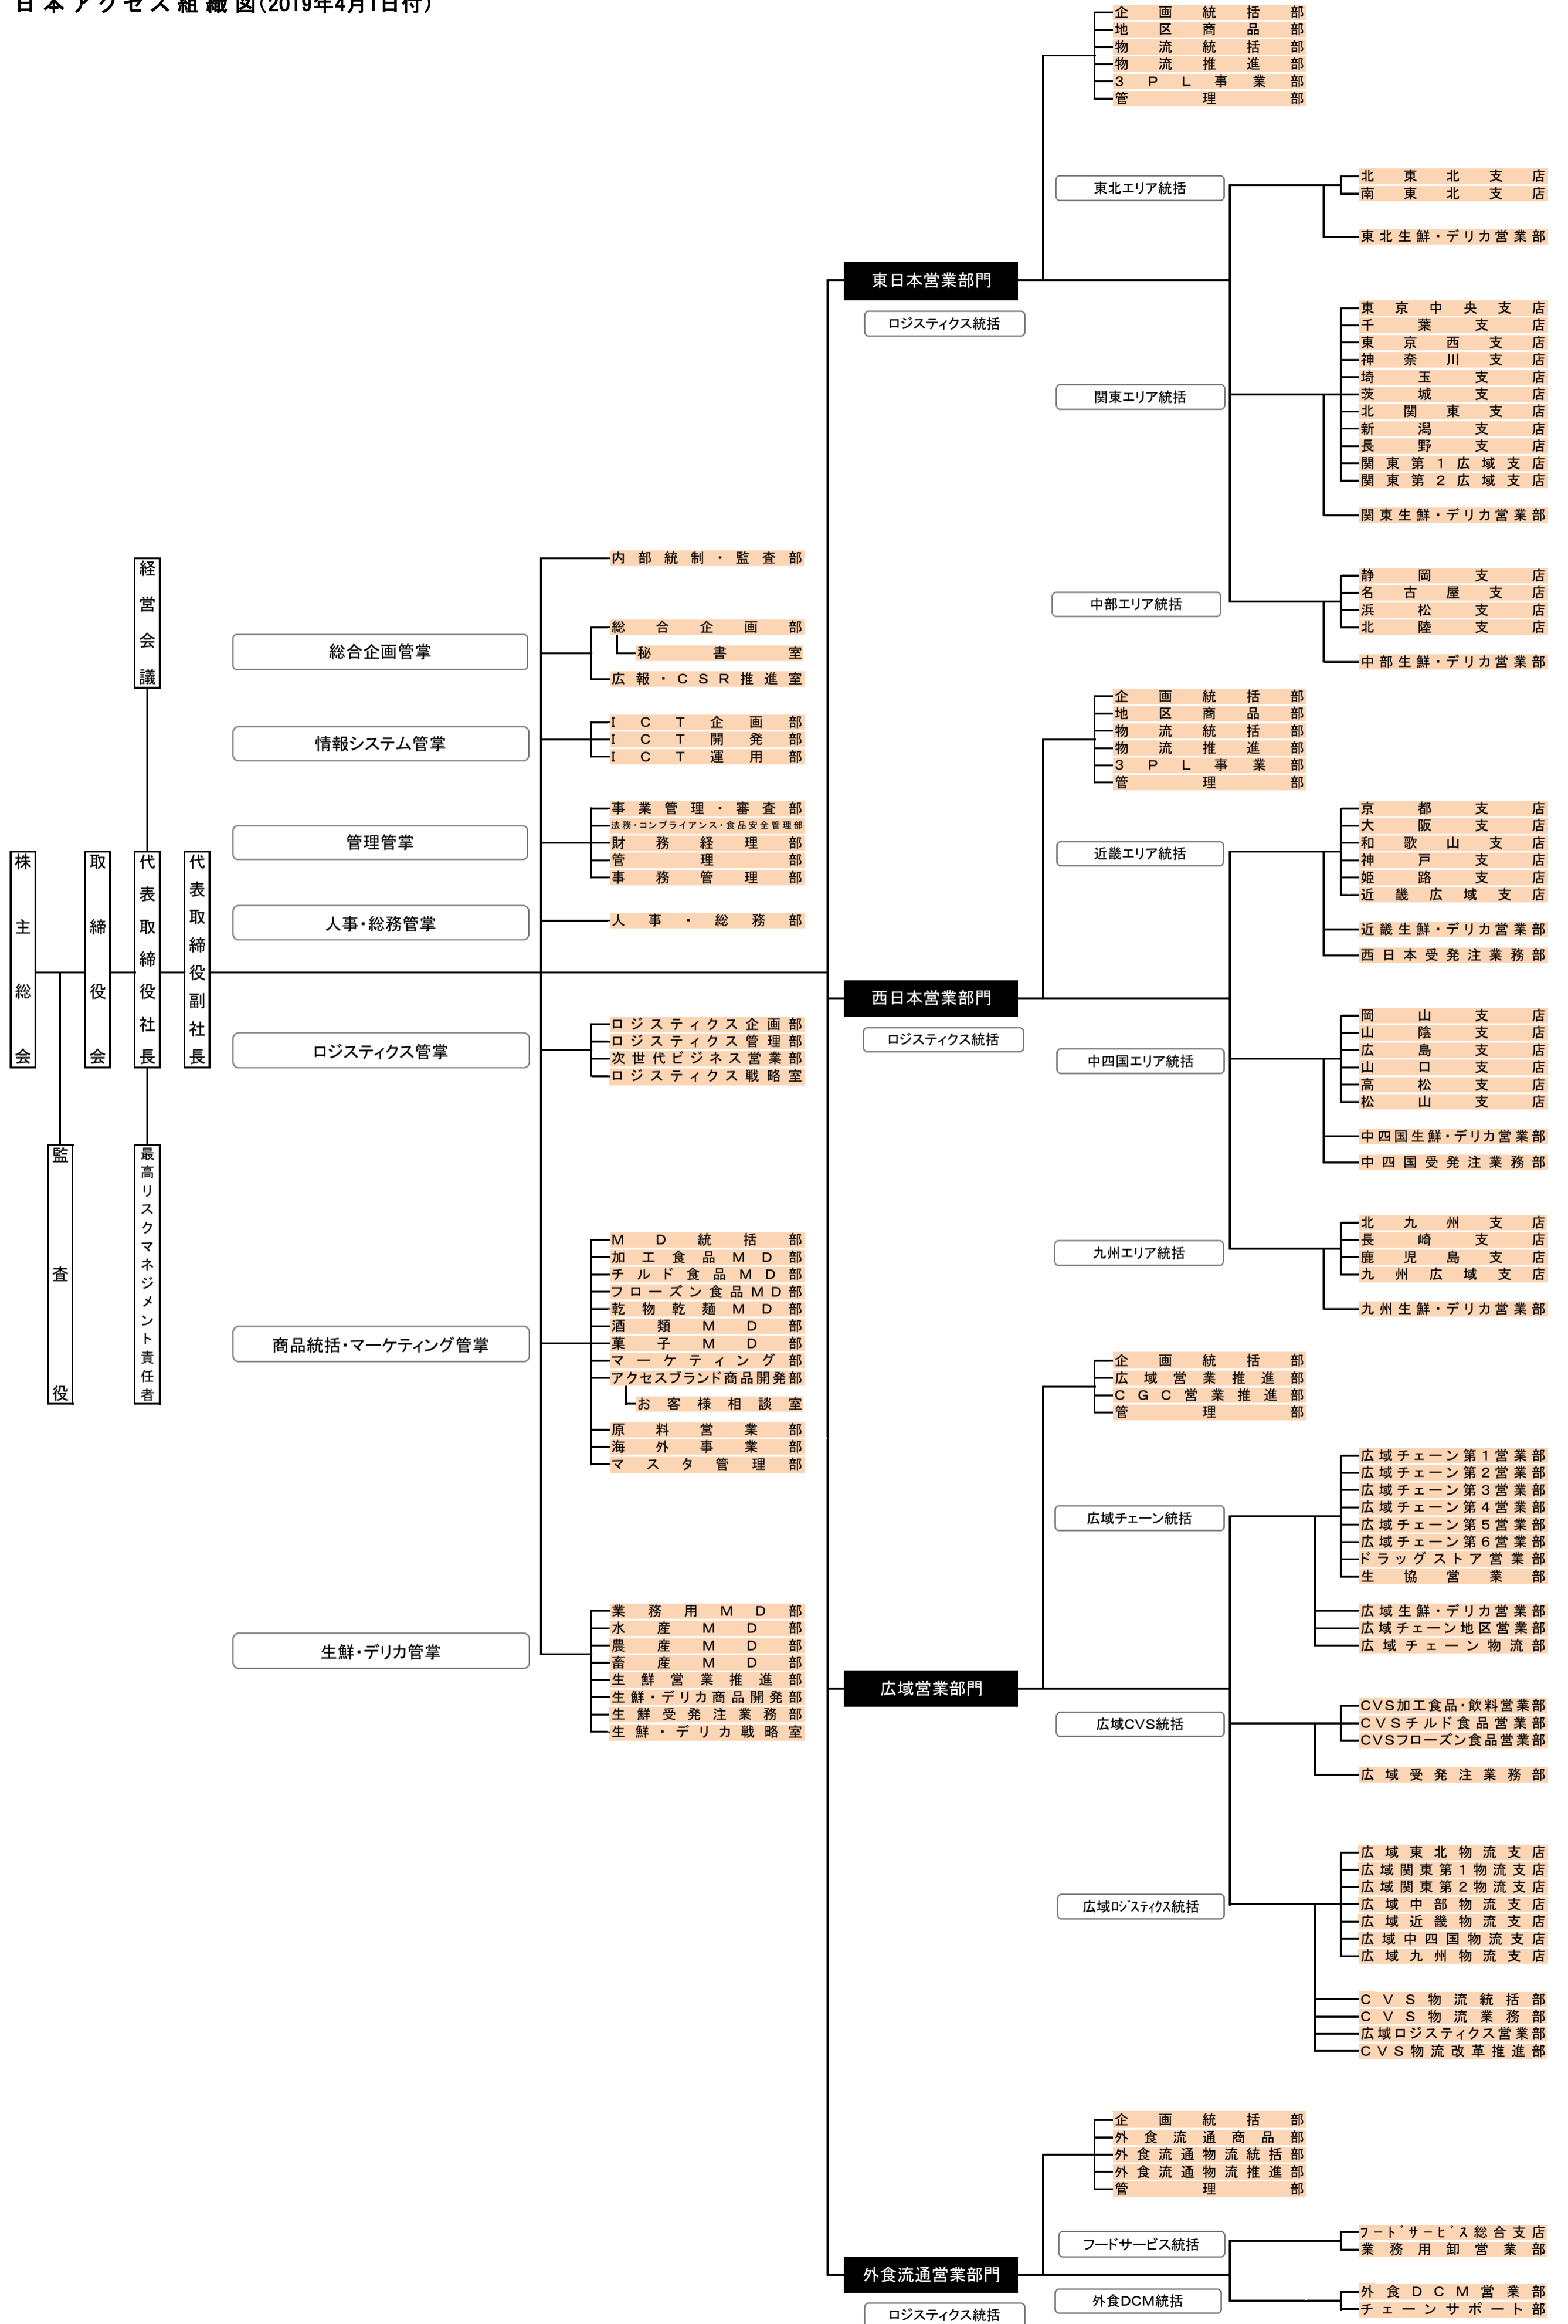 日本アクセス組織図(2019年4月1日付)
株主総会
監査役
取締役会
経営会議
代表取締役社長
最高リスクマネジメント責任者
代表取締役副社長
内部統制・監査部
総合企画管掌
総合企画部
秘書室
広報・CSR推進室
情報システム管掌
ICT企画部
ICT開発部
ICT運用部
管理管掌
事業管理・審査部
法務・コンプライアンス・食品安全管理部
財務経理部
管理部
事務管理部
人事・総務管掌
人事・総務部
ロジスティクス管掌
ロジスティクス企画部
ロジスティクス管理部
次世代ビジネス営業部
ロジスティクス戦略室
商品統括・マーケティング管掌
MD統括部
加工食品MD部
チルド食品MD部
フローズン食品MD部
乾物乾麺MD部
酒類MD部
菓子MD部
マーケティング部
アクセスブランド商品開発部
お客様相談室
原料営業部
海外事業部
マスタ管理部
生鮮・デリカ管掌
業務用MD部
水産MD部
農産MD部
畜産MD部
生鮮営業推進部
生鮮・デリカ商品開発部
生鮮受発注業務部
生鮮・デリカ戦略室
東日本営業部門
ロジスティクス統括
企画統括部
地区商品部
物流統括部
物流推進部
3PL事業部
管理部
東北エリア統括
北東北支店
南東北支店
東北生鮮・デリカ営業部
関東エリア統括
東京中央支店
千葉支店
東京西支店
神奈川支店
埼玉支店
茨城支店
北関東支店
新潟支店
長野支店
関東第1広域支店
関東第2広域支店
関東生鮮・デリカ営業部
中部エリア統括
静岡支店
名古屋支店
浜松支店
北陸支店
中部生鮮・デリカ営業部
西日本営業部門
ロジスティクス統括
企画統括部
地区商品部
物流統括部
物流推進部
3PL事業部
管理部
近畿エリア統括
京都支店
大阪支店
和歌山支店
神戸支店
姫路支店
近畿広域支店
近畿生鮮・デリカ営業部
西日本受発注業務部
中四国エリア統括
岡山支店
山陰支店
広島支店
山口支店
高松支店
松山支店
中四国生鮮・デリカ営業部
中四国受発注業務部
九州エリア統括
北九州支店
長崎支店
鹿児島支店
九州広域支店
九州生鮮・デリカ営業部
広域営業部門
企画統括部
広域営業推進部
CGC営業推進部
管理部
広域チェーン統括
広域チェーン第1営業部
広域チェーン第2営業部
広域チェーン第3営業部
広域チェーン第4営業部
広域チェーン第5営業部
広域チェーン第6営業部
ドラッグストア営業部
生協営業部
広域生鮮・デリカ営業部
広域チェーン地区営業部
広域チェーン物流部
広域CVS統括
CVS加工食品・飲料営業部
CVSチルド食品営業部
CVSフローズン食品営業部
広域受発注業務部
広域ロジスティクス統括
広域東北物流支店
広域関東第1物流支店
広域関東第2物流支店
広域中部物流支店
広域近畿物流支店
広域中四国物流支店
広域九州物流支店
CVS物流統括部
CVS物流業務部
広域ロジスティクス営業部
CVS物流改革推進部
外食流通営業部門
ロジスティクス統括
企画統括部
外食流通商品部
外食流通物流統括部
外食流通物流推進部
管理部
フードサービス統括
フードサービス総合支店
業務用卸営業部
外食DCM統括
外食DCM営業部
チェーンサポート部